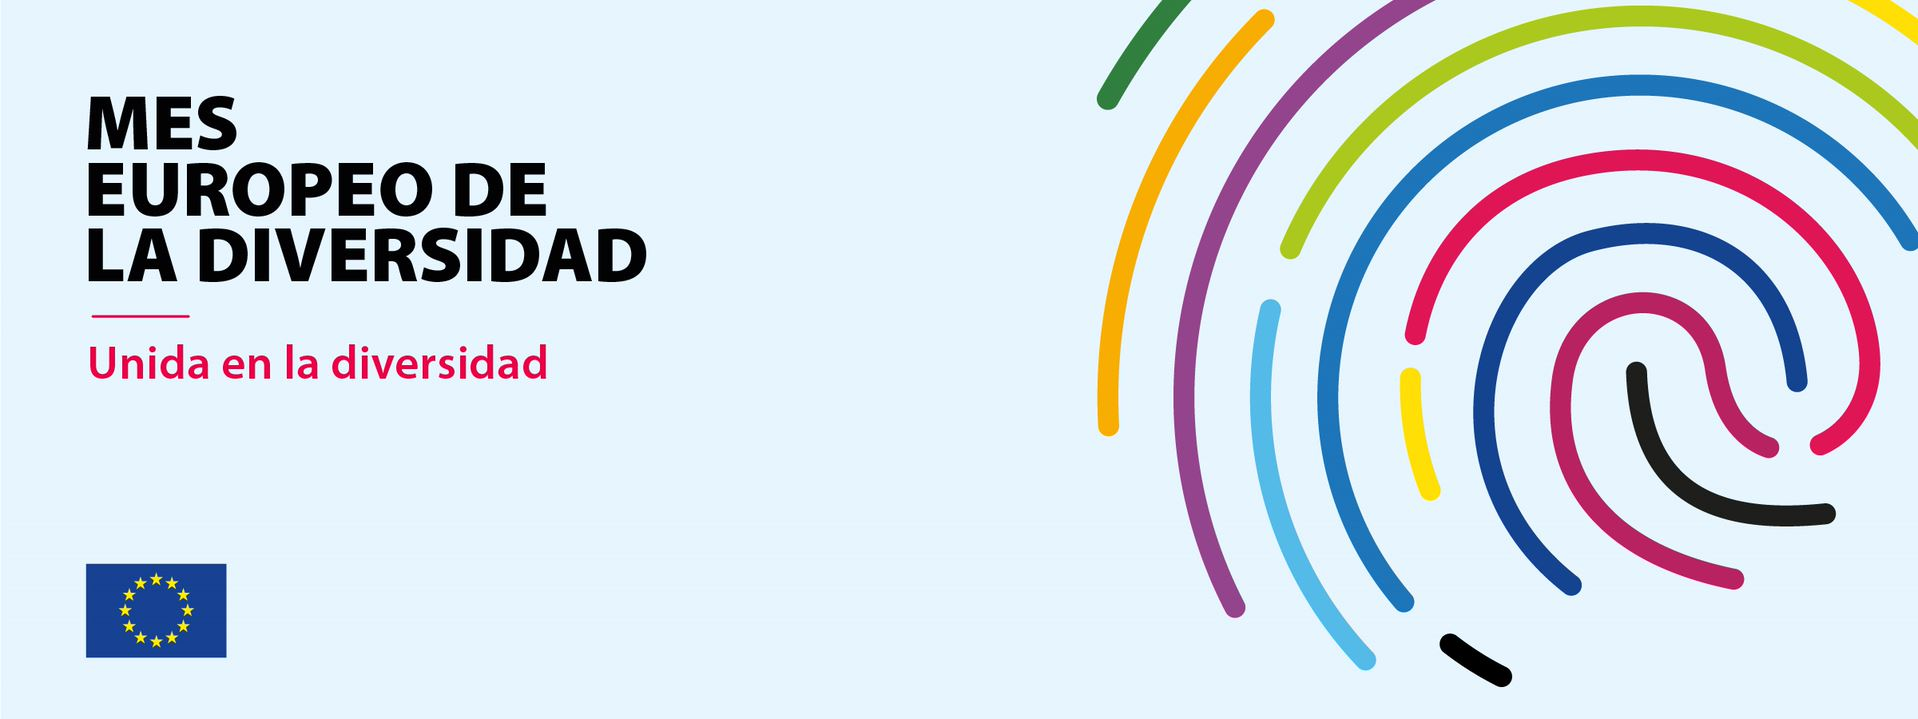 MES
EUROPEO DE
LA DIVERSIDAD
Unida en la diversidad